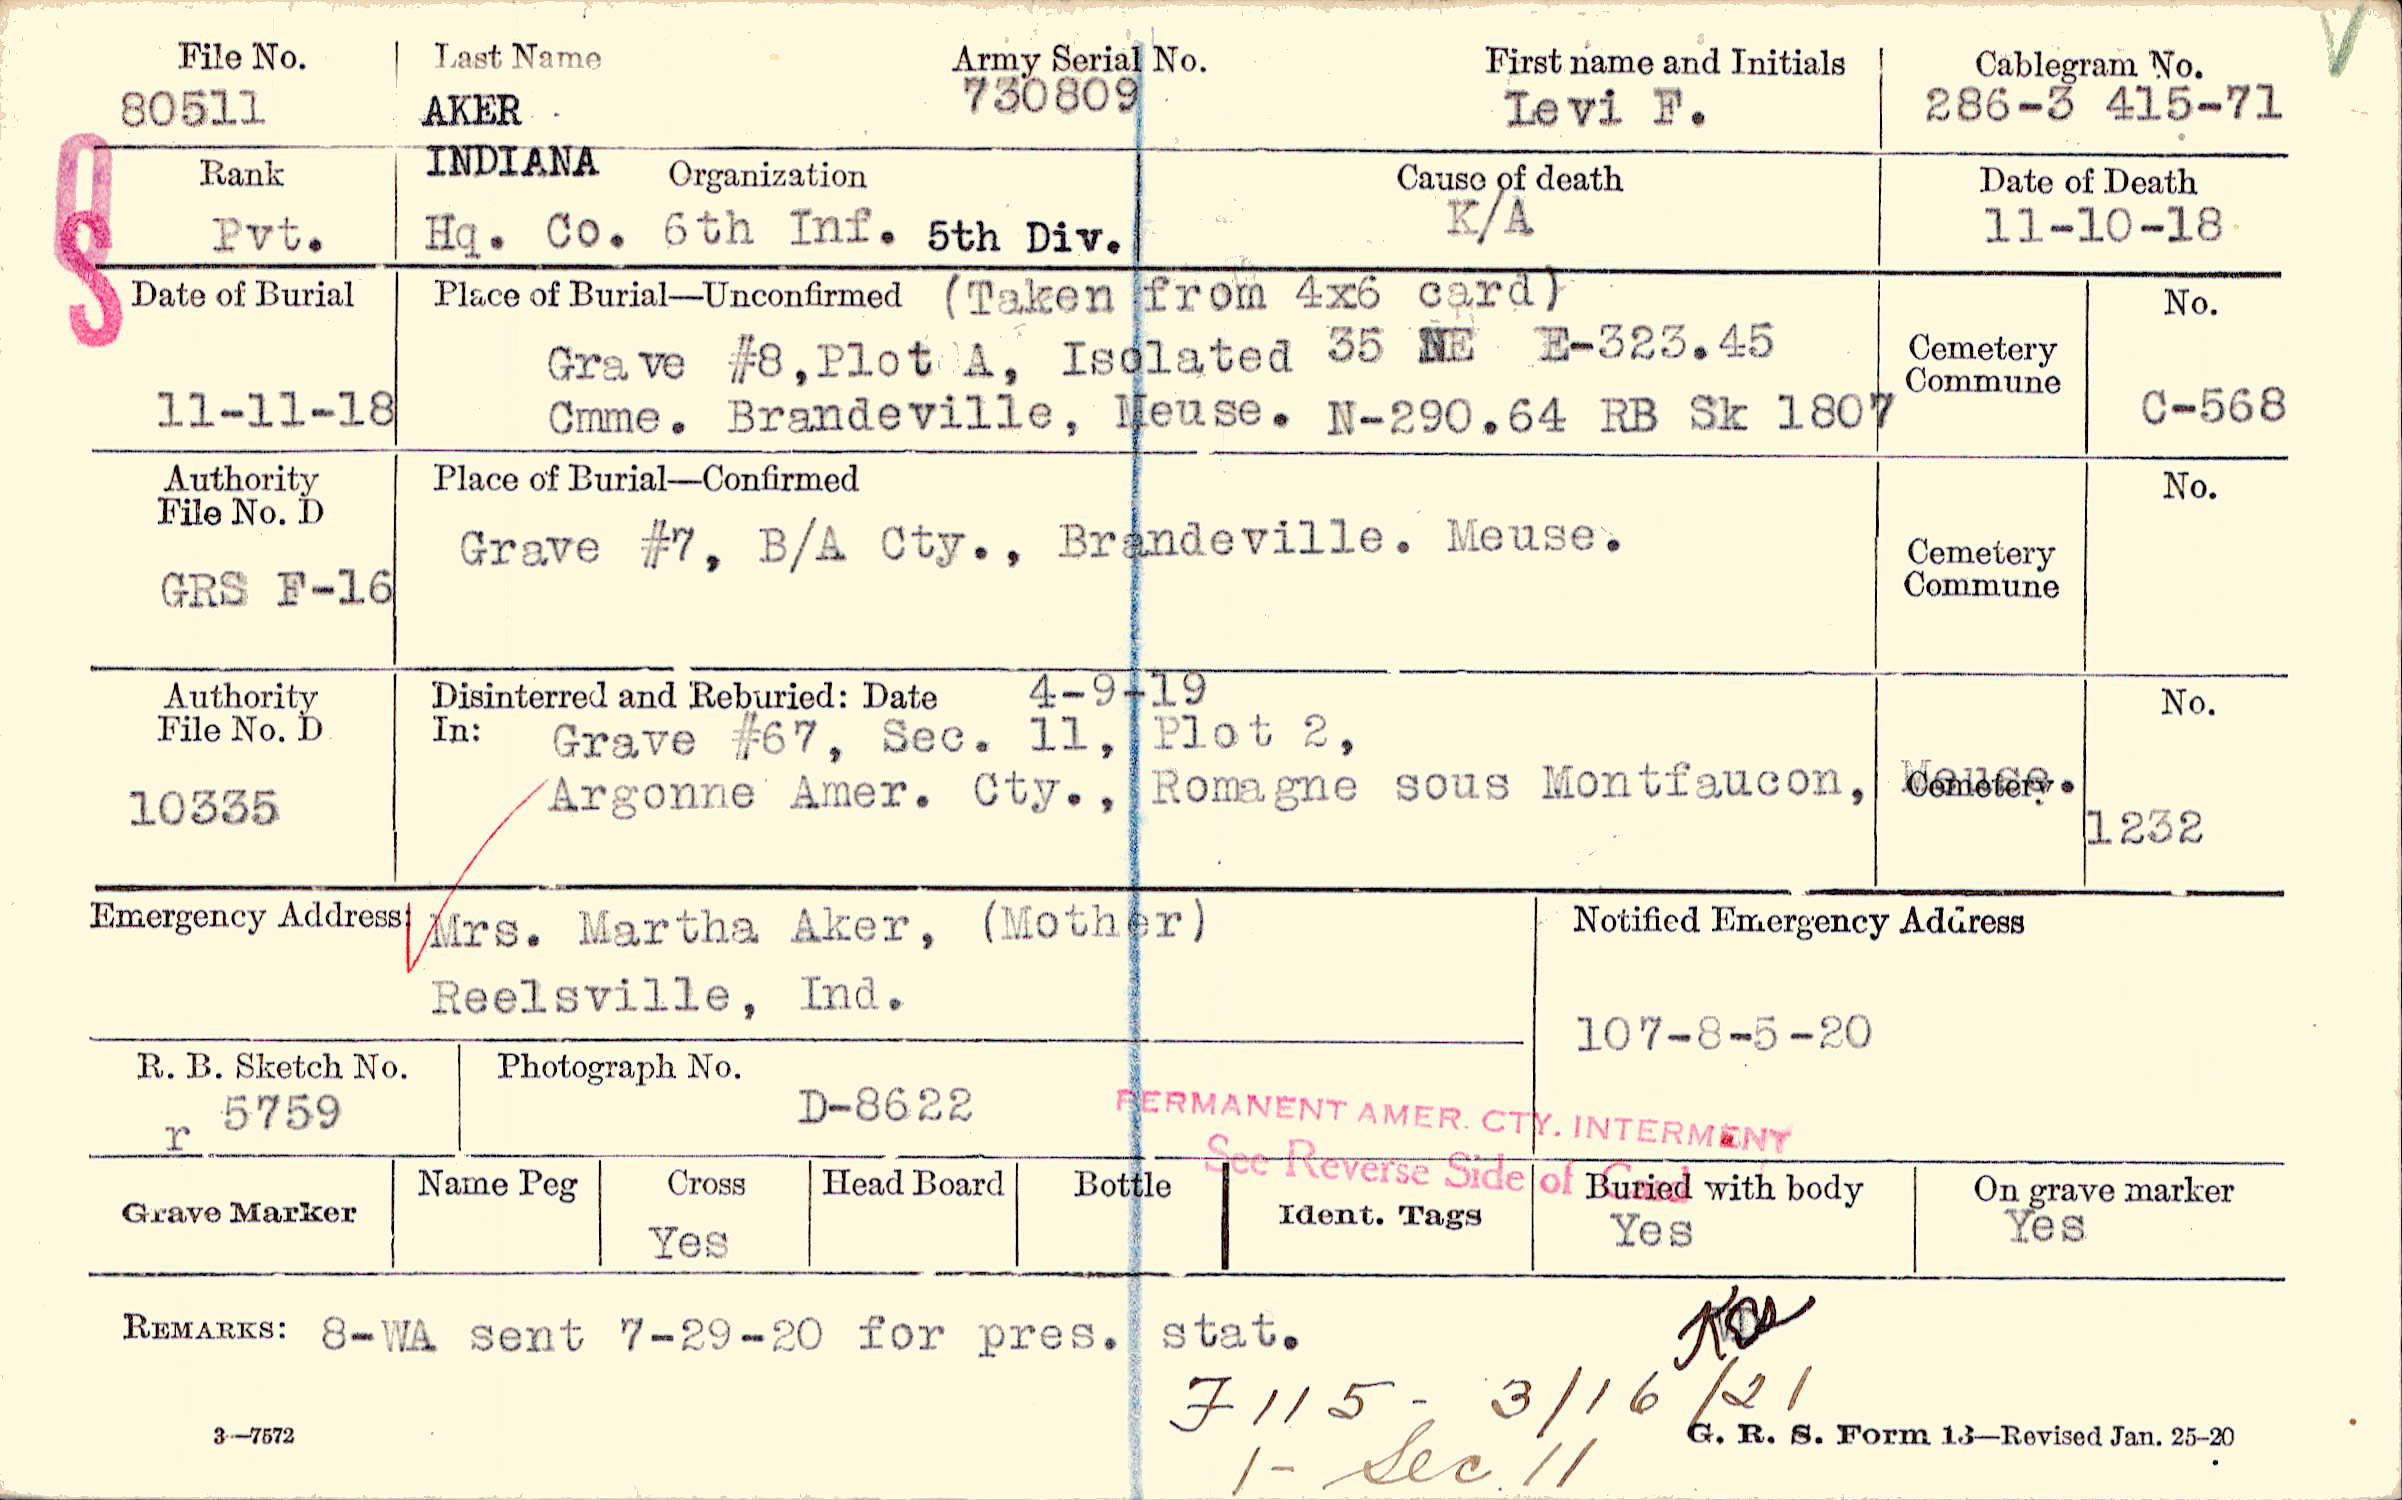 File No. Last Name Army Serial No. First name and Initials Cablegram No.
80511 AKER 730809 Levi F. 286-3 415-71
O
S
Rank INDIANA Organization Cause of death Date of Death
Pvt. Hq. Co. 6th Inf. 5th Div. K/A 11-10-18
Date of Burial Place of Burial—Unconfirmed (Taken from 4x6 card) No.
Grave #8, Plot A, Isolated 35 NE E-323.45 Cemetery
11-11-18 Cmme. Brandeville, Meuse. N-290.64 RB Sk 1807 Commune C-568
Authority Place of Burial—Confirmed No.
File No. D
GRS F-16 Grave #7, B/A Cty., Brandeville. Meuse. Cemetery
Commune
Authority Disinterred and Reburied: Date 4-9-19 No.
File No. D In: Grave #67, Sec. 11, Plot 2,
10335 Argonne Amer. Cty., Romagne sous Montfaucon, Meuse. Cemetery.
1232
Emergency Address: Mrs. Martha Aker, (Mother) Notified Emergency Address
Reelsville, Ind.
107-8-5-20
R. B. Sketch No. Photograph No.
r 5759 D-8622
PERMANENT AMER. CTY. INTERMENT
See Reverse Side of Card
Grave Marker Name Peg Cross Head Board Bottle Ident. Tags Buried with body On grave marker
Yes Yes Yes
REMARKS: 8-WA sent 7-29-20 for pres. stat.
F 115 - 3/16/21
1 - Sec. 11
3—7572 G. R. S. Form 13—Revised Jan. 25-20